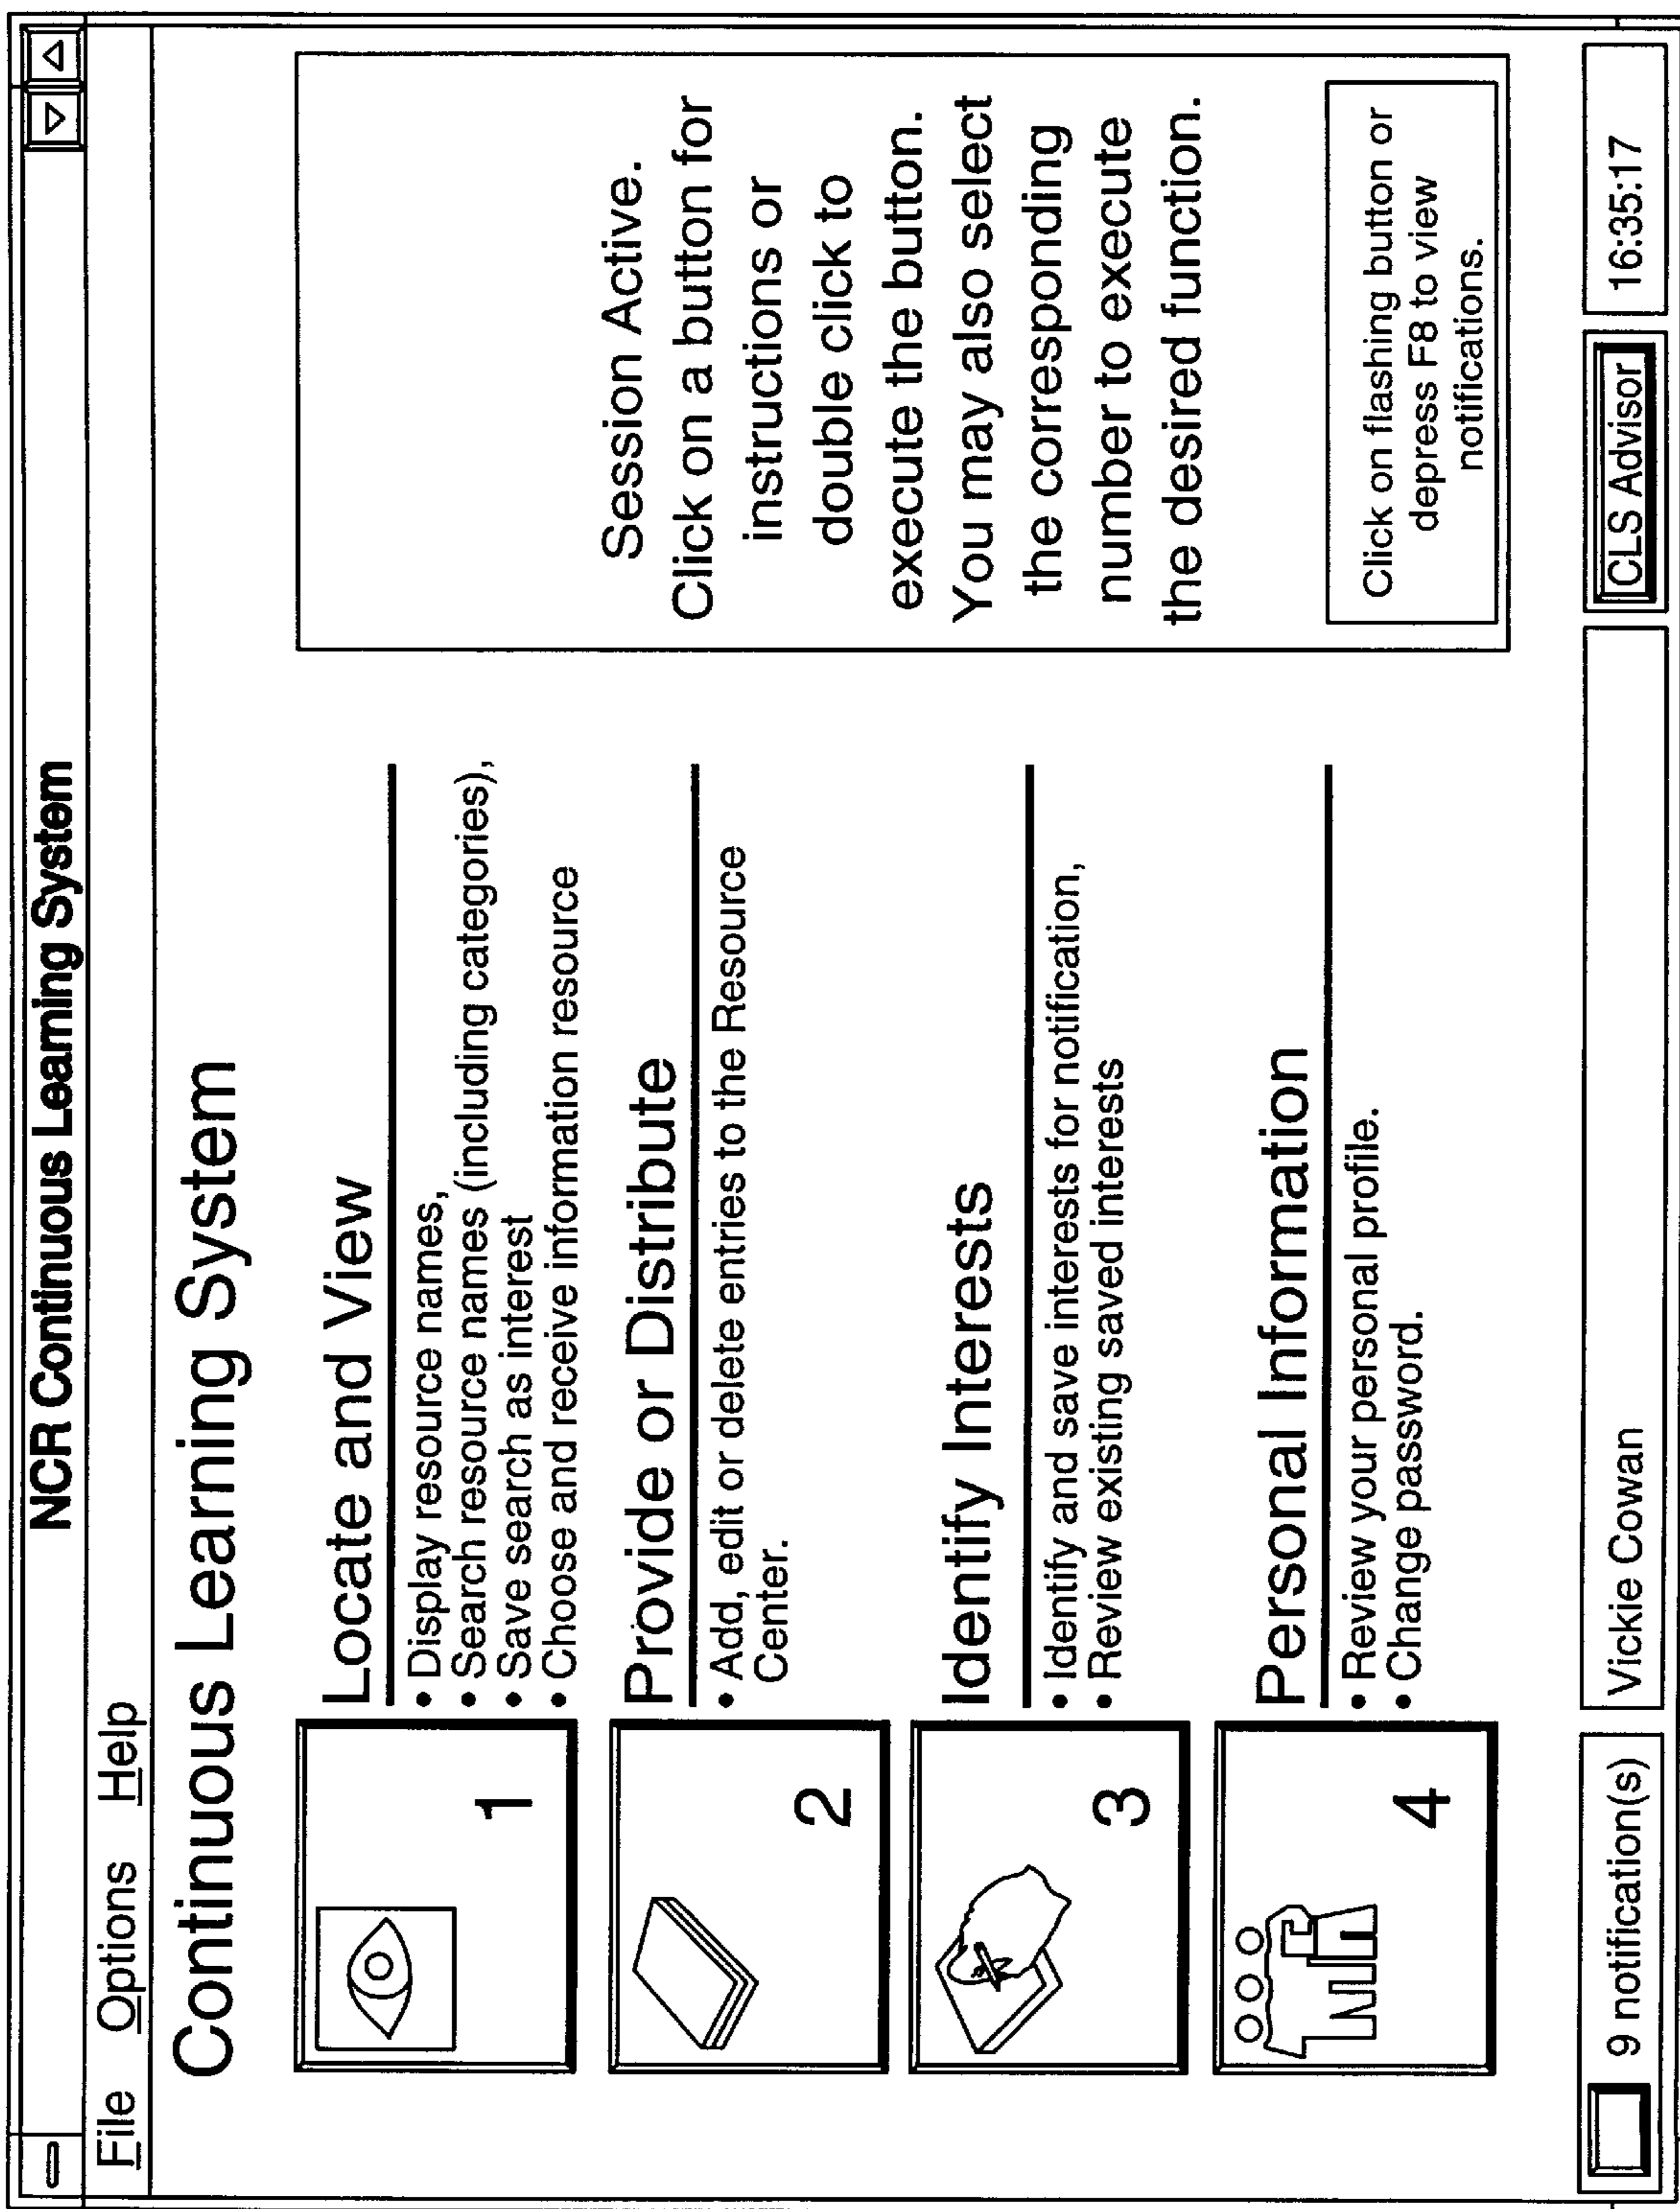 NCR Continuous Learning System
File Options Help
Continuous Learning System
1
Locate and View
• Display resource names,
• Search resource names (including categories),
• Save search as interest
• Choose and receive information resource
2
Provide or Distribute
• Add, edit or delete entries to the Resource
Center.
3
Identify Interests
• Identify and save interests for notification,
• Review existing saved interests
4
Personal Information
• Review your personal profile.
• Change password.
Session Active.
Click on a button for
instructions or
double click to
execute the button.
You may also select
the corresponding
number to execute
the desired function.
Click on flashing button or
depress F8 to view
notifications.
9 notification(s)
Vickie Cowan
CLS Advisor
16:35:17